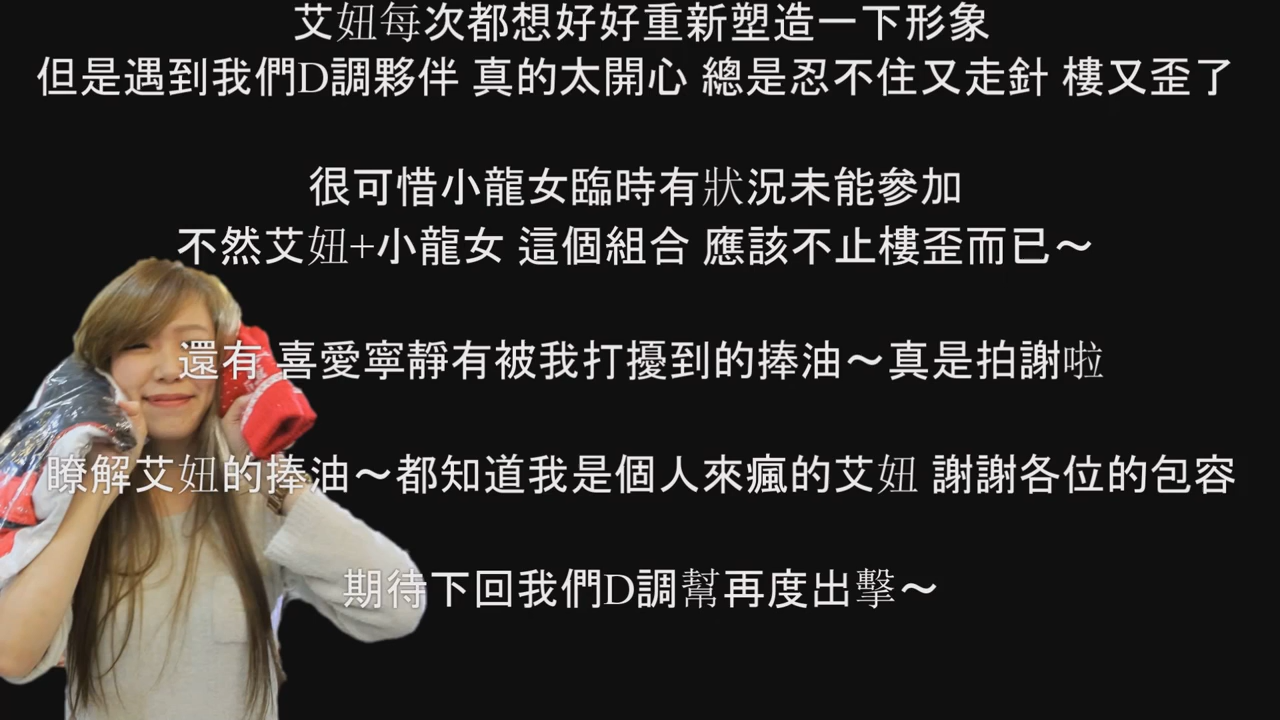 艾妞每次都想好好重新塑造一下形象
但是遇到我們D調夥伴 真的太開心 總是忍不住又走針 樓又歪了
很可惜小龍女臨時有狀況未能參加
不然艾妞+小龍女 這個組合 應該不止樓歪而已～
還有 喜愛寧靜有被我打擾到的捧油～真是拍謝啦
瞭解艾妞的捧油～都知道我是個人來瘋的艾妞 謝謝各位的包容
期待下回我們D調幫再度出擊～